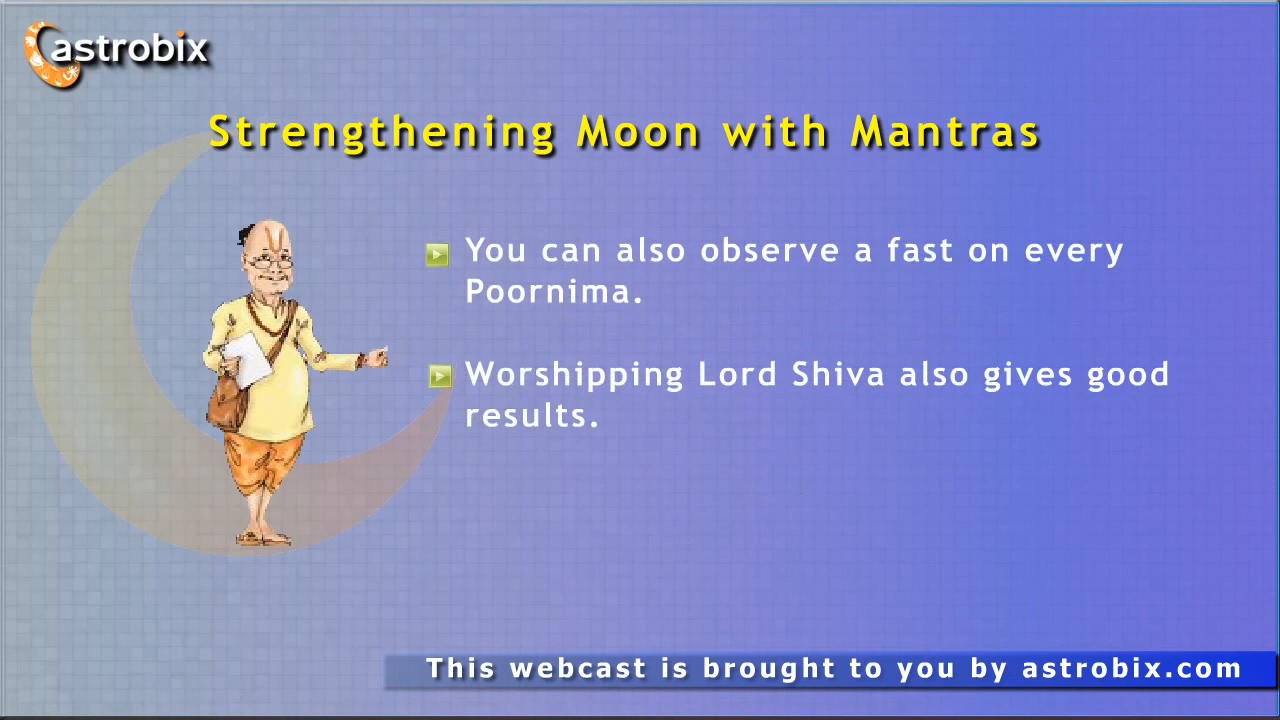 astrobix
Strengthening Moon with Mantras
You can also observe a fast on every
Poornima.
Worshipping Lord Shiva also gives good
results.
This webcast is brought to you by astrobix.com